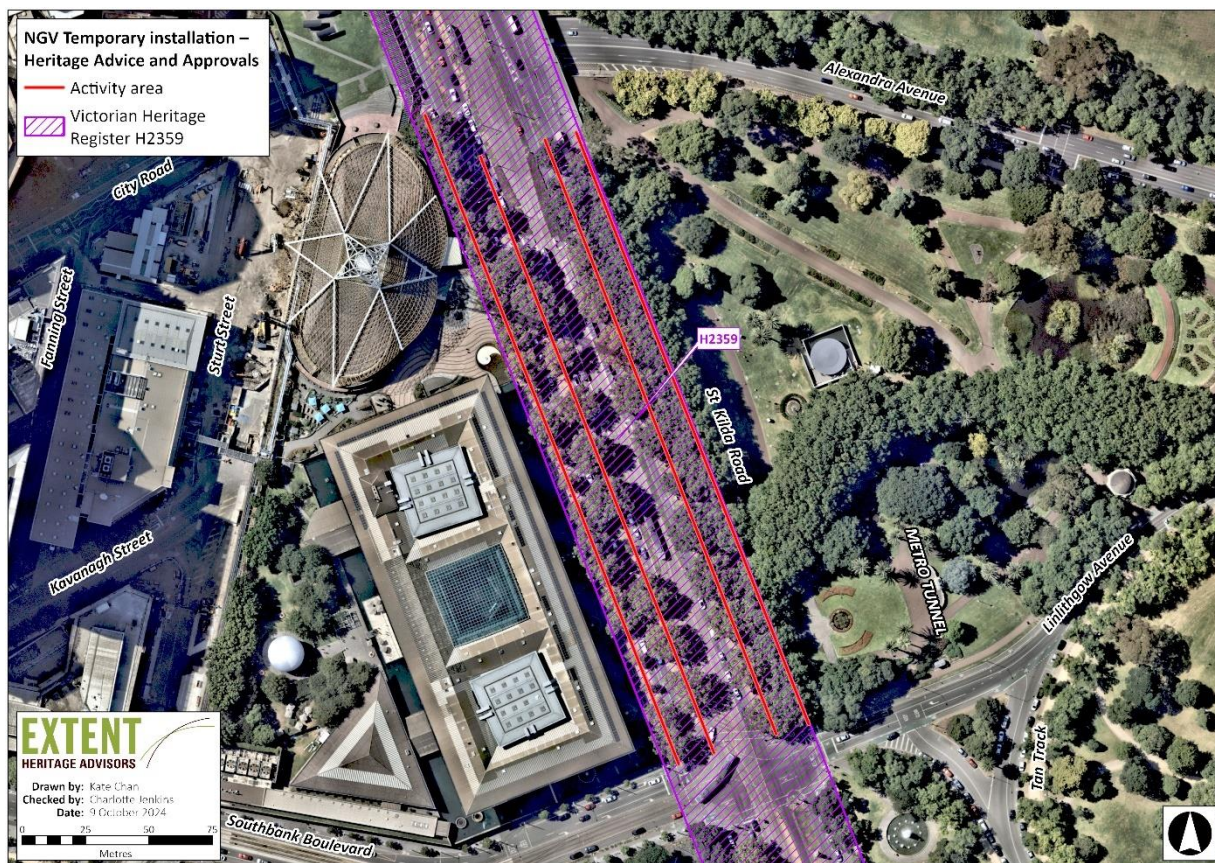 NGV Temporary installation –
Heritage Advice and Approvals
Activity area
Victorian Heritage
Register H2359
Alexandra Avenue
City Road
Fanning Street
Sturt Street
H2359
St Kilda Road
Kavanagh Street
METRO TUNNEL
Linlithgow Avenue
Tan Track
Southbank Boulevard
EXTENT
HERITAGE ADVISORS
Drawn by: Kate Chan
Checked by: Charlotte Jenkins
Date: 9 October 2024
0 25 50 75
Metres